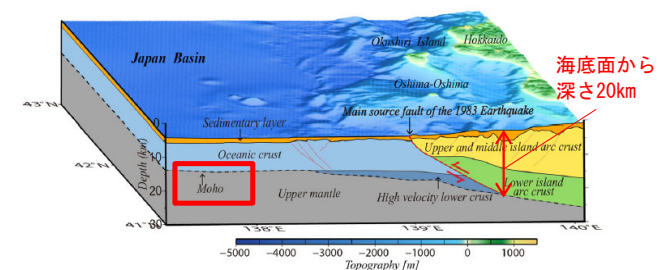 Okushiri Island
Hokkaido
Japan Basin
海底面から
深さ20km
Oshima-Oshima
Main source fault of the 1983 Earthquake
43°N
Sedimentary layer
0
Upper and middle island arc crust
Oceanic crust
10
Depth (km)
42°N
Moho
Upper mantle
High velocity lower crust
Lower island
arc crust
20
30
41°N
138°E
139°E
140°E
-5000 -4000 -3000 -2000 -1000 0 1000
Topography [m]